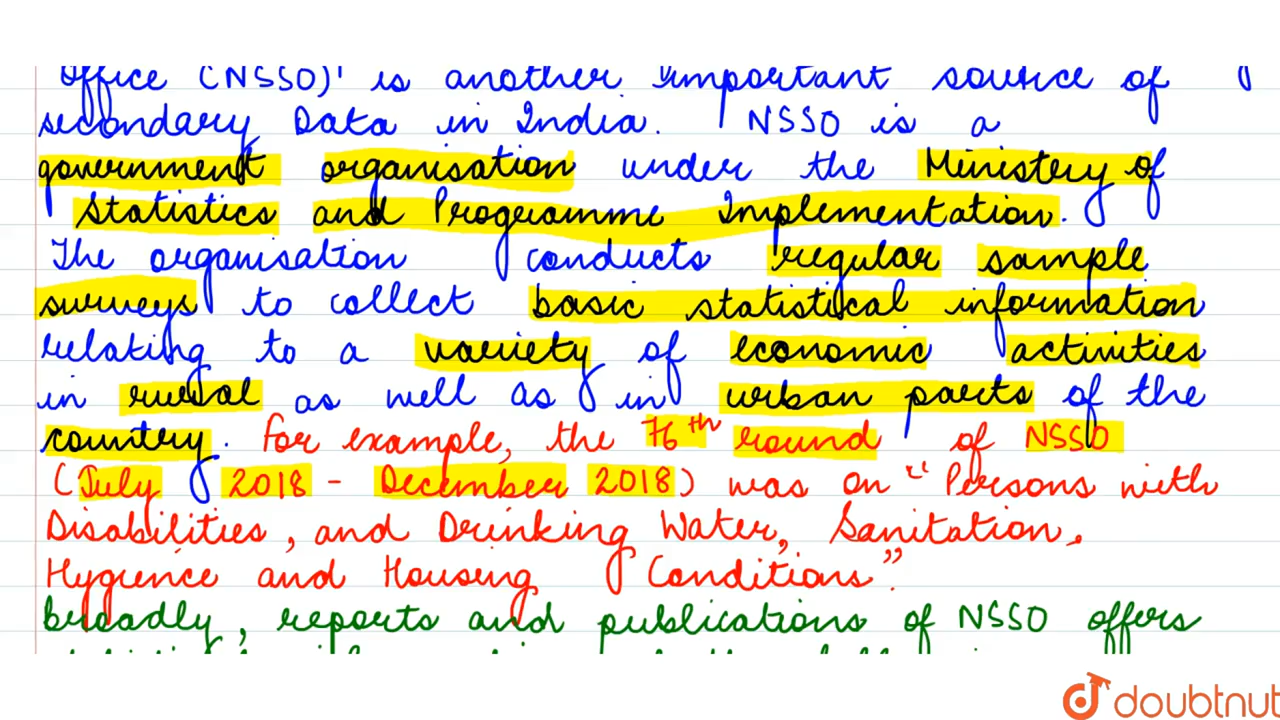 Office (NSSO)' is another important source of
secondary Data in India. NSSO is a
government organisation under the Ministry of
Statistics and Programme Implementation.
The organisation conducts regular sample
surveys to collect basic statistical information
relating to a variety of economic activities
in rural as well as in urban parts of the
country. For example, the 76th round of NSSO
(July 2018 - December 2018) was on "Persons with
Disabilities, and Drinking Water, Sanitation,
Hygience and Housing Conditions".
broadly, reports and publications of NSSO offers
doubtnut